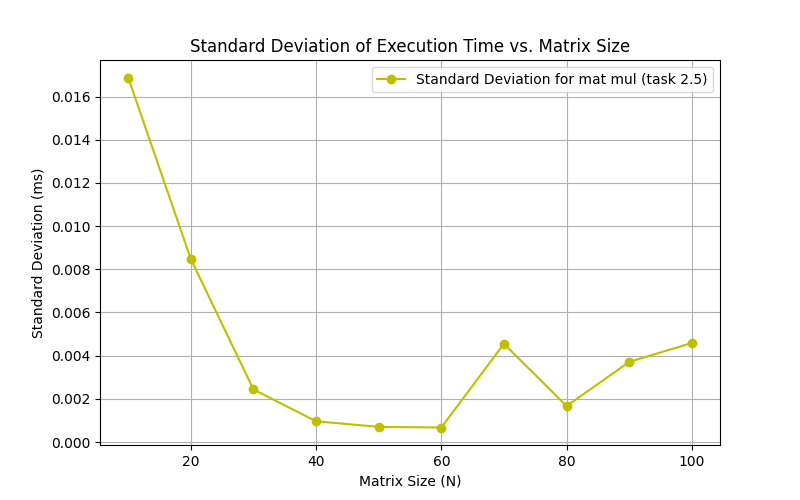 Standard Deviation of Execution Time vs. Matrix Size
Standard Deviation for mat mul (task 2.5)
Standard Deviation (ms)
0.016
0.014
0.012
0.010
0.008
0.006
0.004
0.002
0.000
20 40 60 80 100
Matrix Size (N)